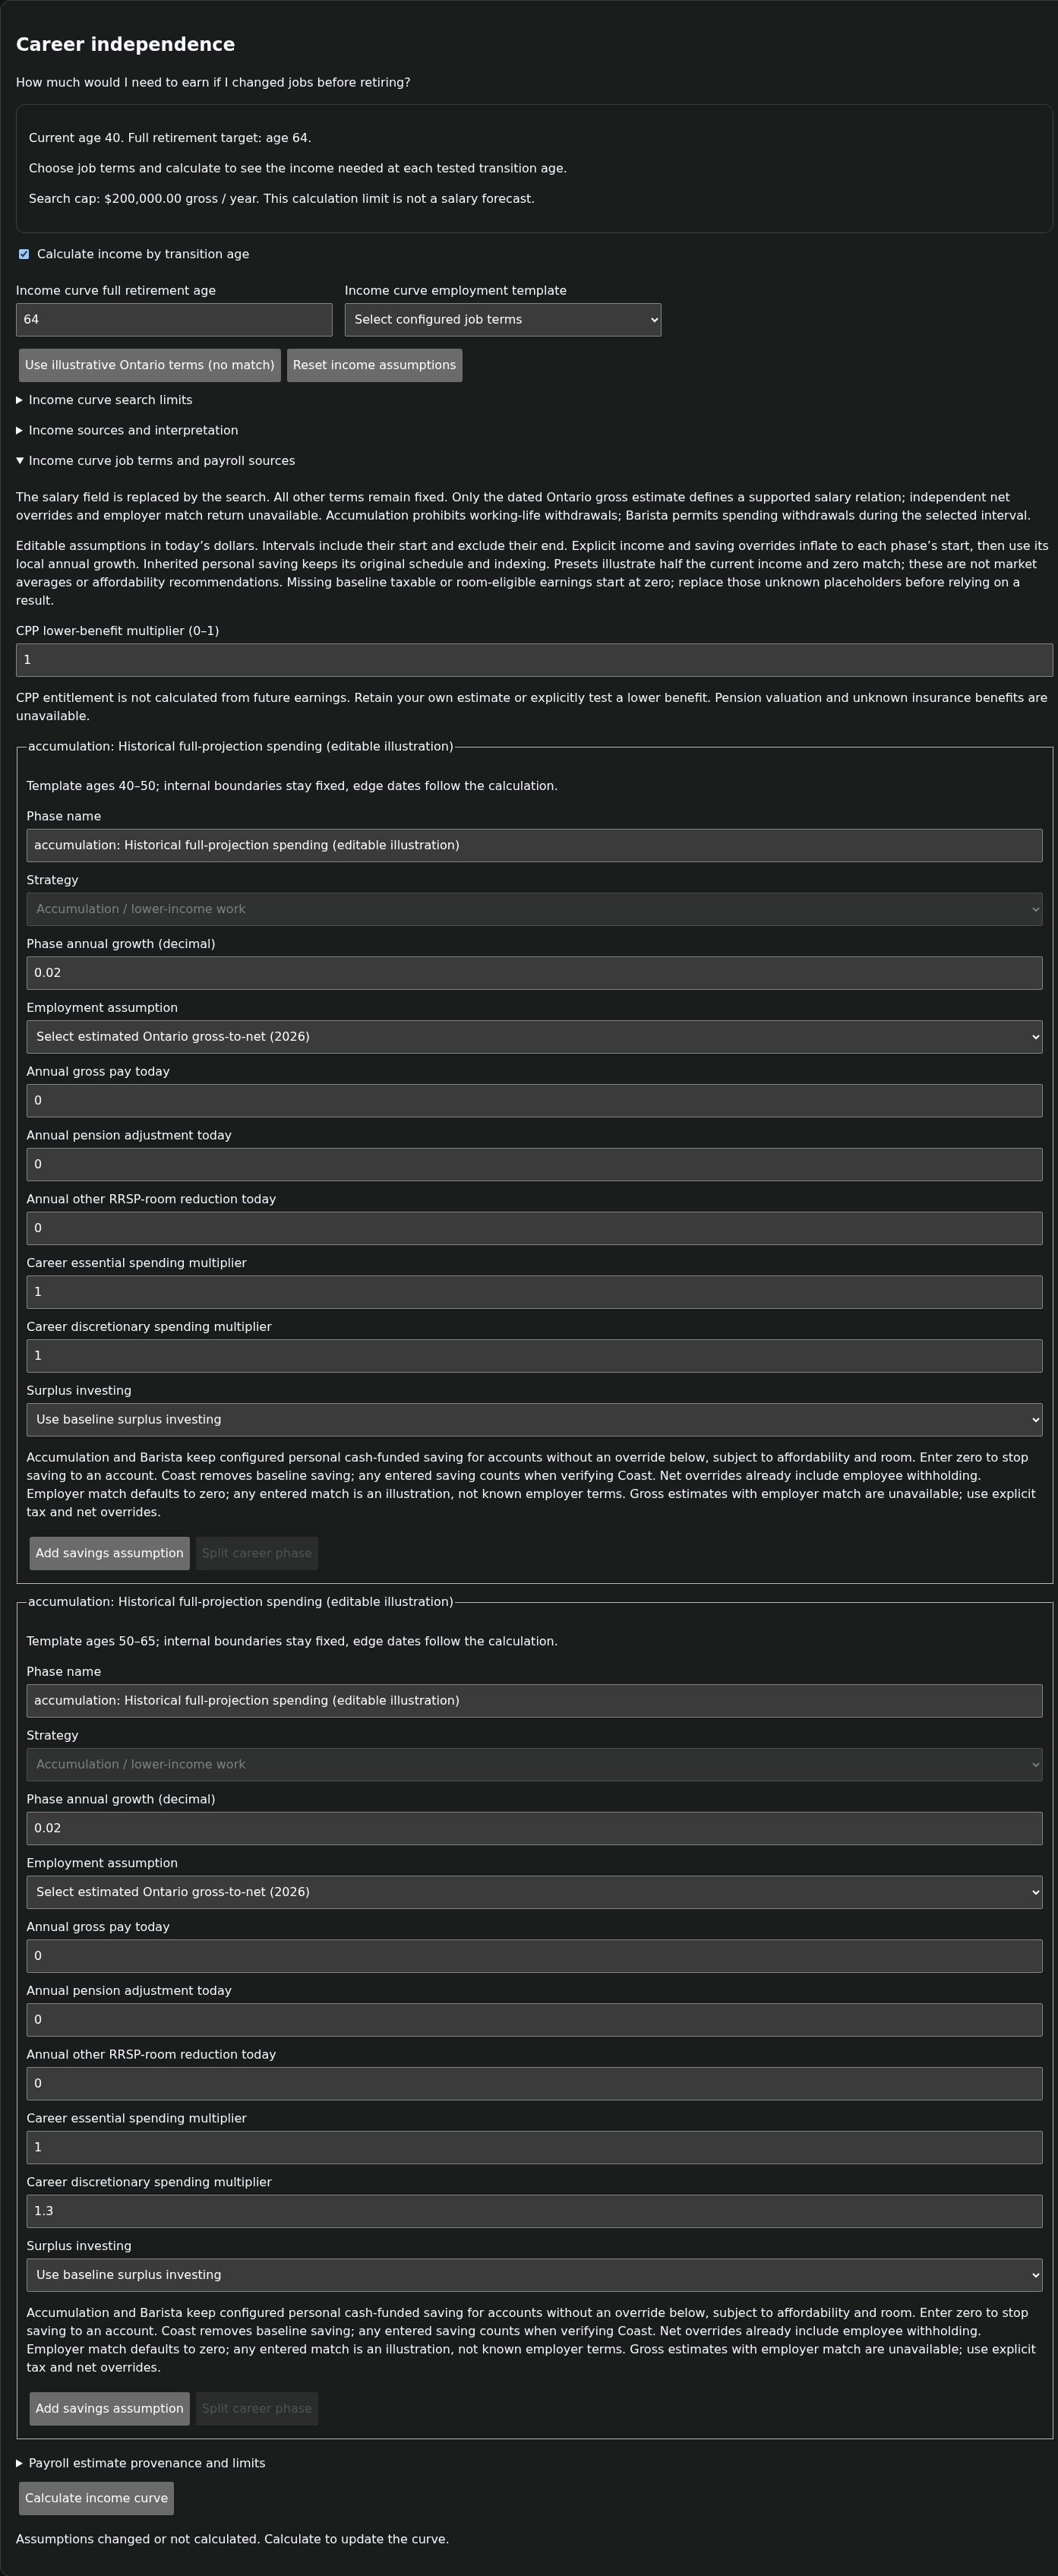 Career independence
How much would I need to earn if I changed jobs before retiring?
Current age 40. Full retirement target: age 64.
Choose job terms and calculate to see the income needed at each tested transition age.
Search cap: $200,000.00 gross / year. This calculation limit is not a salary forecast.
Calculate income by transition age
Income curve full retirement age
Income curve employment template
64
Select configured job terms
Use illustrative Ontario terms (no match)
Reset income assumptions
Income curve search limits
Income sources and interpretation
Income curve job terms and payroll sources
The salary field is replaced by the search. All other terms remain fixed. Only the dated Ontario gross estimate defines a supported salary relation; independent net
overrides and employer match return unavailable. Accumulation prohibits working-life withdrawals; Barista permits spending withdrawals during the selected interval.
Editable assumptions in today’s dollars. Intervals include their start and exclude their end. Explicit income and saving overrides inflate to each phase’s start, then use its
local annual growth. Inherited personal saving keeps its original schedule and indexing. Presets illustrate half the current income and zero match; these are not market
averages or affordability recommendations. Missing baseline taxable or room-eligible earnings start at zero; replace those unknown placeholders before relying on a
result.
CPP lower-benefit multiplier (0–1)
1
CPP entitlement is not calculated from future earnings. Retain your own estimate or explicitly test a lower benefit. Pension valuation and unknown insurance benefits are
unavailable.
accumulation: Historical full-projection spending (editable illustration)
Template ages 40–50; internal boundaries stay fixed, edge dates follow the calculation.
Phase name
accumulation: Historical full-projection spending (editable illustration)
Strategy
Accumulation / lower-income work
Phase annual growth (decimal)
0.02
Employment assumption
Select estimated Ontario gross-to-net (2026)
Annual gross pay today
0
Annual pension adjustment today
0
Annual other RRSP-room reduction today
0
Career essential spending multiplier
1
Career discretionary spending multiplier
1
Surplus investing
Use baseline surplus investing
Accumulation and Barista keep configured personal cash-funded saving for accounts without an override below, subject to affordability and room. Enter zero to stop
saving to an account. Coast removes baseline saving; any entered saving counts when verifying Coast. Net overrides already include employee withholding.
Employer match defaults to zero; any entered match is an illustration, not known employer terms. Gross estimates with employer match are unavailable; use explicit
tax and net overrides.
Add savings assumption
Split career phase
accumulation: Historical full-projection spending (editable illustration)
Template ages 50–65; internal boundaries stay fixed, edge dates follow the calculation.
Phase name
accumulation: Historical full-projection spending (editable illustration)
Strategy
Accumulation / lower-income work
Phase annual growth (decimal)
0.02
Employment assumption
Select estimated Ontario gross-to-net (2026)
Annual gross pay today
0
Annual pension adjustment today
0
Annual other RRSP-room reduction today
0
Career essential spending multiplier
1
Career discretionary spending multiplier
1.3
Surplus investing
Use baseline surplus investing
Accumulation and Barista keep configured personal cash-funded saving for accounts without an override below, subject to affordability and room. Enter zero to stop
saving to an account. Coast removes baseline saving; any entered saving counts when verifying Coast. Net overrides already include employee withholding.
Employer match defaults to zero; any entered match is an illustration, not known employer terms. Gross estimates with employer match are unavailable; use explicit
tax and net overrides.
Add savings assumption
Split career phase
Payroll estimate provenance and limits
Calculate income curve
Assumptions changed or not calculated. Calculate to update the curve.